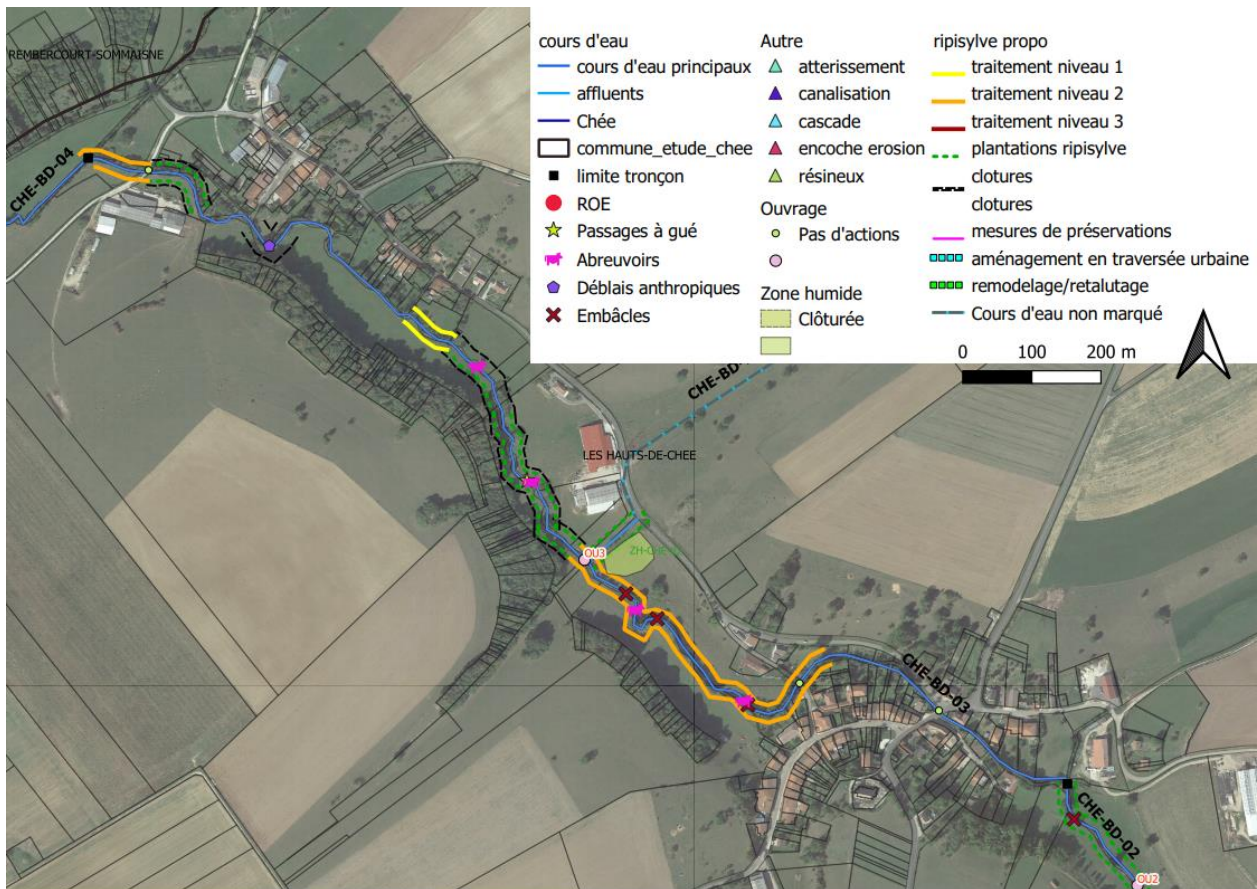 cours d'eau
cours d'eau principaux
affluents
Chée
commune_etude_chee
limite tronçon
ROE
Passages à gué
Abreuvoirs
Déblais anthropiques
Embâcles
Autre
atterissement
canalisation
cascade
encoche erosion
résineux
Ouvrage
Pas d'actions
Zone humide
Clôturée
ripisylve propo
traitement niveau 1
traitement niveau 2
traitement niveau 3
plantations ripisylve
clotures
clotures
mesures de préservations
aménagement en traversée urbaine
remodelage/retalutage
Cours d'eau non marqué
0 100 200 m
REMBERCOURT-SOMMAISNE
CHE-BD-04
CHE-BD-
LES HAUTS-DE-CHEE
OU3
CHE-BD-03
CHE-BD-02
OU2